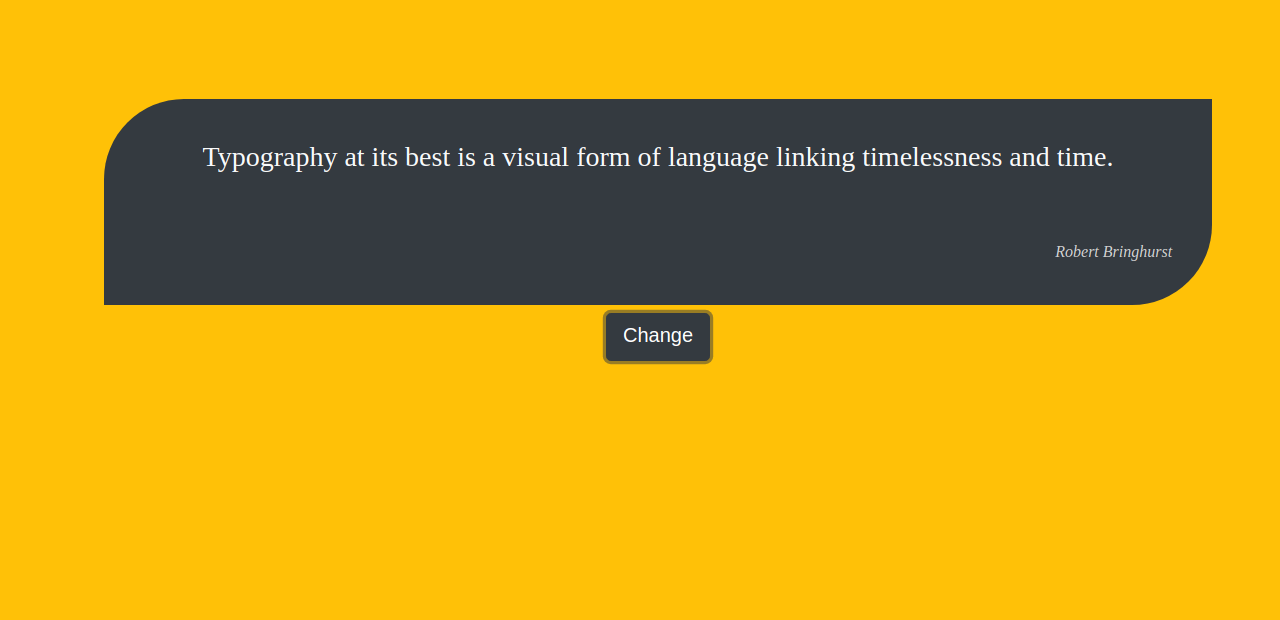 Typography at its best is a visual form of language linking timelessness and time.
Robert Bringhurst
Change